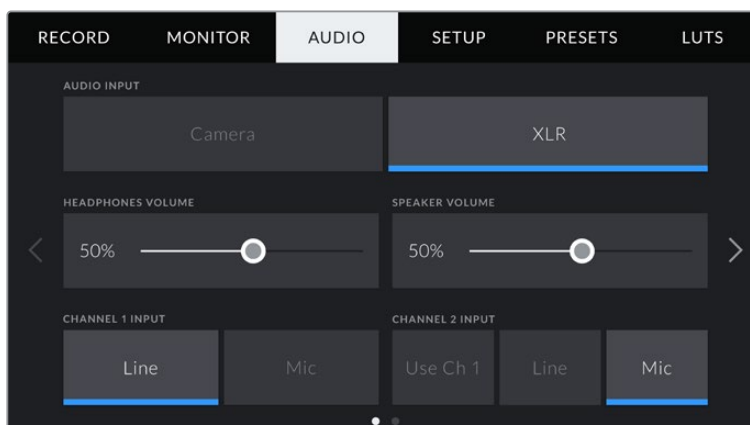 RECORD MONITOR AUDIO SETUP PRESETS LUTS
AUDIO INPUT
Camera XLR
HEADPHONES VOLUME SPEAKER VOLUME
50% 50%
CHANNEL 1 INPUT CHANNEL 2 INPUT
Line Mic Use Ch 1 Line Mic